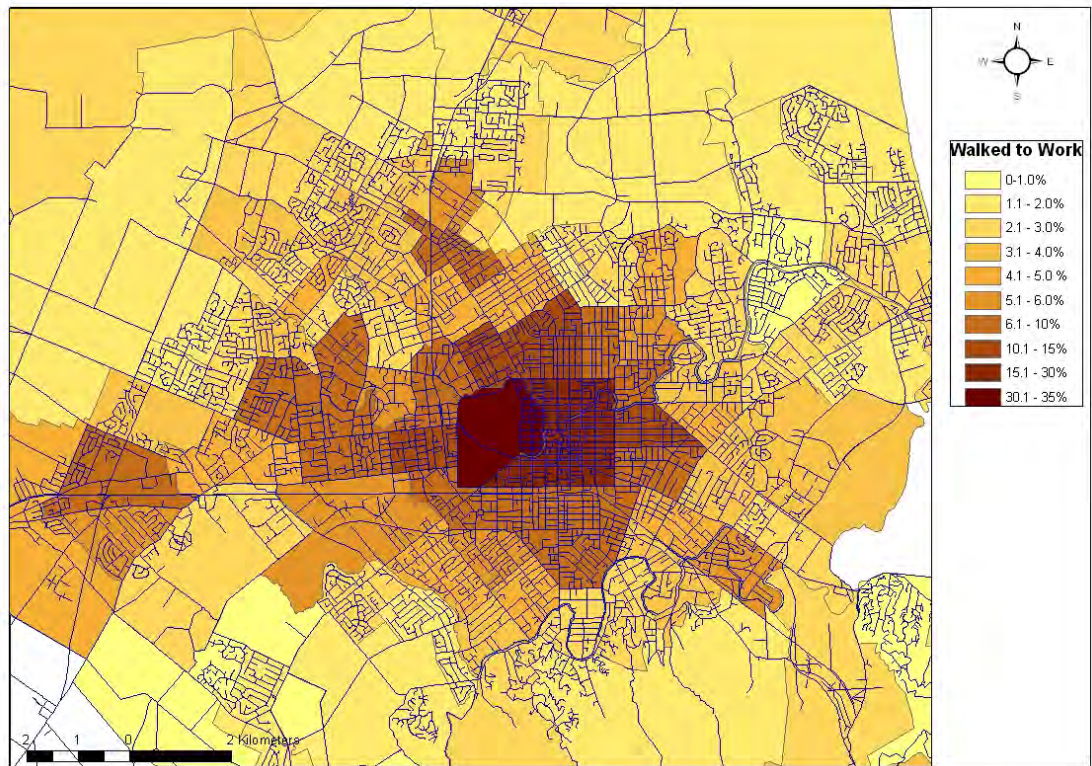 N
W E
S
Walked to Work
0-1.0%
1.1 - 2.0%
2.1 - 3.0%
3.1 - 4.0%
4.1 - 5.0 %
5.1 - 6.0%
6.1 - 10%
10.1 - 15%
15.1 - 30%
30.1 - 35%
2 1 0 2 Kilometers